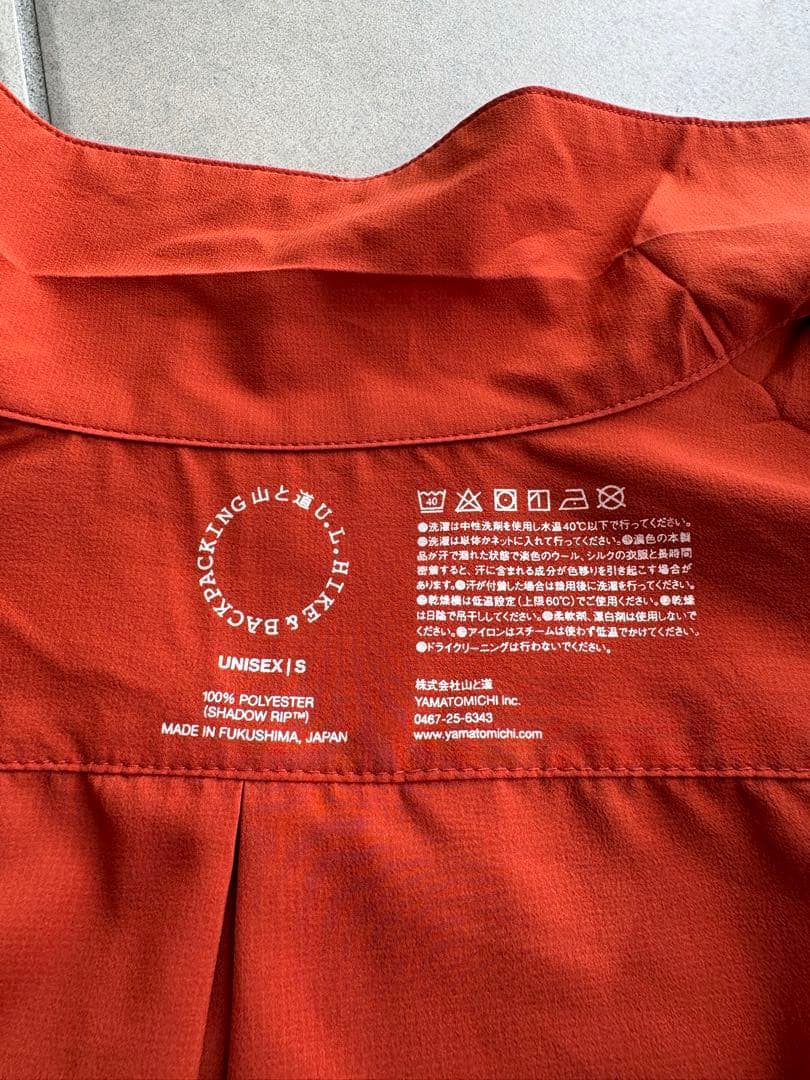 山と道 U.L. HIKE & BACKPACKING
UNISEX | S
100% POLYESTER
(SHADOW RIP™)
MADE IN FUKUSHIMA, JAPAN
40
●洗濯は中性洗剤を使用し水温40℃以下で行ってください。
●洗濯は単体かネットに入れて行ってください。●濃色の本製
品が汗で濡れた状態で淡色のウール、シルクの衣服と長時間
密着すると、汗に含まれる成分が色移りを引き起こす場合が
あります。●汗が付着した場合は着用後に洗濯を行ってください。
●乾燥機は低温設定(上限60℃)でご使用ください。●乾燥
は日陰で吊干ししてください。●柔軟剤、漂白剤は使用しないで
ください。●アイロンはスチームは使わず低温でかけてください。
●ドライクリーニングは行わないでください。
株式会社山と道
YAMATOMICHI Inc.
0467-25-6343
www.yamatomichi.com